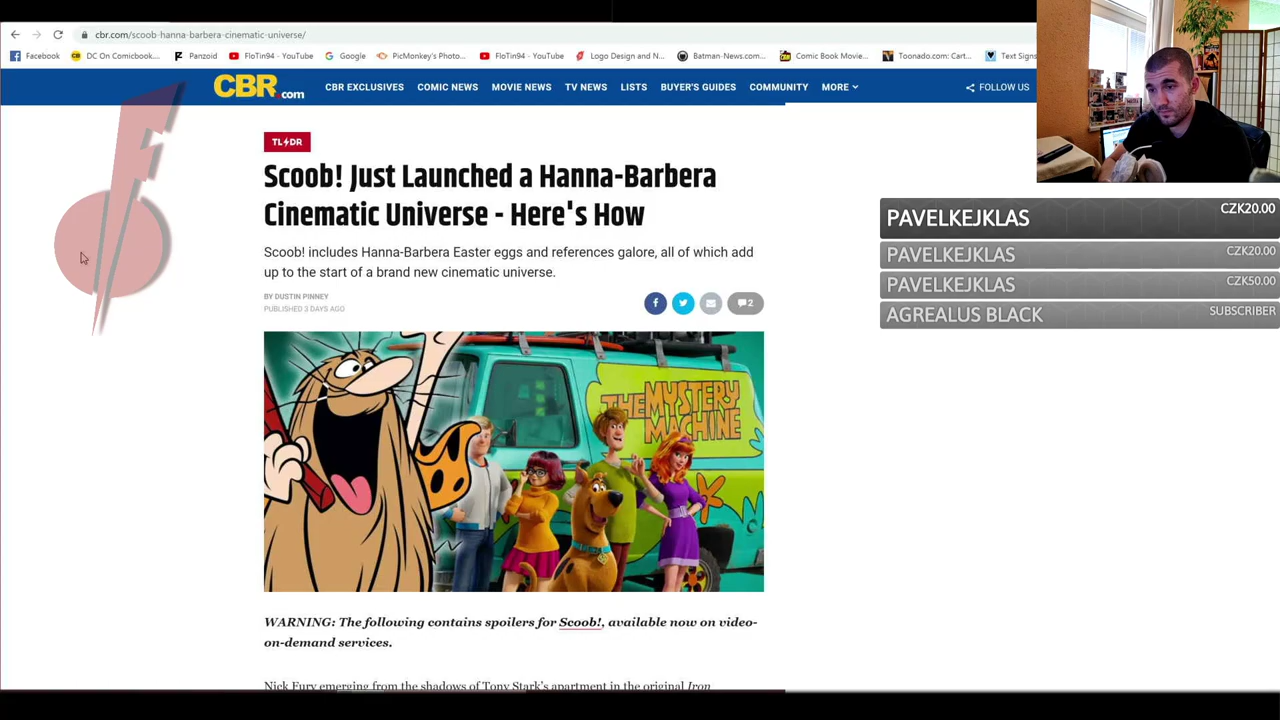 cbr.com/scoob-hanna-barbera-cinematic-universe/
Facebook
DC On Comicbook....
Panzoid
FloTin94 - YouTube
Google
PicMonkey's Photo...
FloTin94 - YouTube
Logo Design and N...
Batman-News.com...
Comic Book Movie...
Toonado.com: Cart...
Text Signs
CBR.com
CBR EXCLUSIVES
COMIC NEWS
MOVIE NEWS
TV NEWS
LISTS
BUYER'S GUIDES
COMMUNITY
MORE
FOLLOW US
TL DR
Scoob! Just Launched a Hanna-Barbera
Cinematic Universe - Here's How
Scoob! includes Hanna-Barbera Easter eggs and references galore, all of which add
up to the start of a brand new cinematic universe.
BY DUSTIN PINNEY
PUBLISHED 3 DAYS AGO
2
THE MYSTERY
MACHINE
WARNING: The following contains spoilers for Scoob!, available now on video-
on-demand services.
Nick Fury emerging from the shadows of Tony Stark's apartment in the original Iron
PAVELKEJKLAS CZK20.00
PAVELKEJKLAS CZK20.00
PAVELKEJKLAS CZK50.00
AGREALUS BLACK SUBSCRIBER